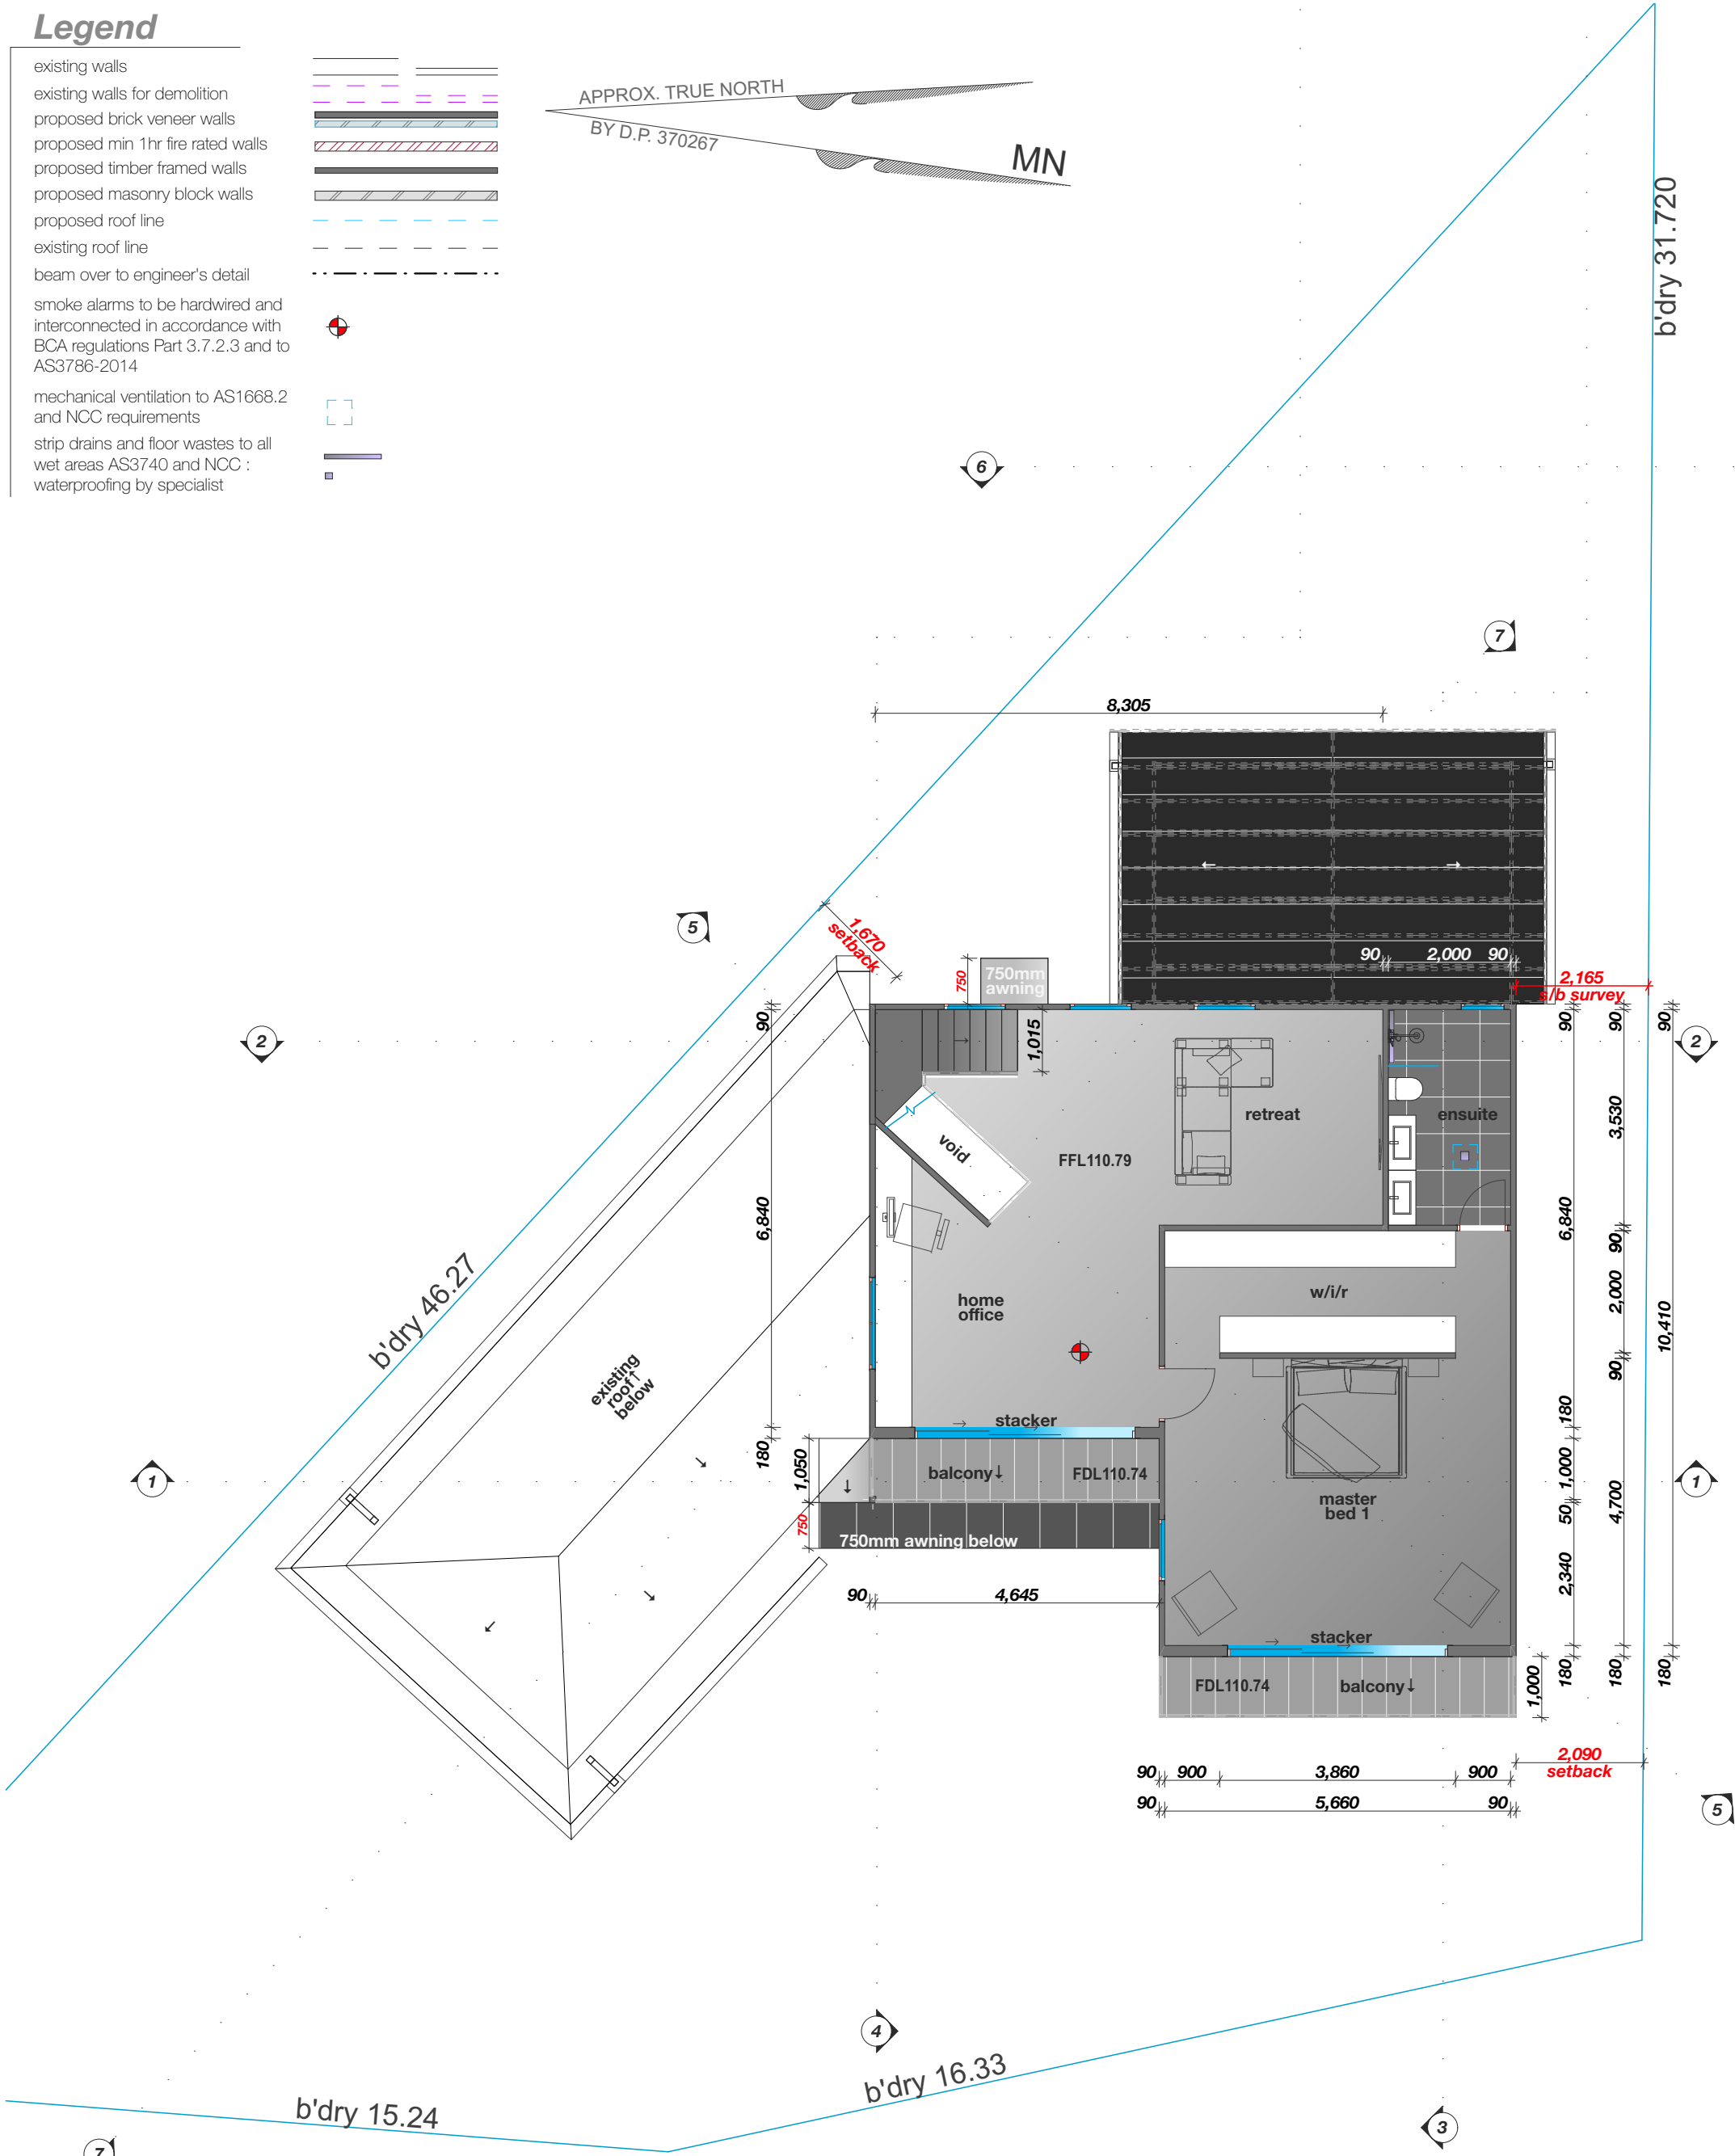 Legend
existing walls
existing walls for demolition
proposed brick veneer walls
proposed min 1hr fire rated walls
proposed timber framed walls
proposed masonry block walls
proposed roof line
existing roof line
beam over to engineer's detail
smoke alarms to be hardwired and
interconnected in accordance with
BCA regulations Part 3.7.2.3 and to
AS3786-2014
mechanical ventilation to AS1668.2
and NCC requirements
strip drains and floor wastes to all
wet areas AS3740 and NCC :
waterproofing by specialist
APPROX. TRUE NORTH
BY D.P. 370267
MN
b'dry 31.720
6
7
8,305
5
1,670
setback
750
750mm
awning
90
2,000
90
2,165
s/b survey
90
1,015
90
90
90
2
2
retreat
ensuite
3,530
void
FFL110.79
6,840
6,840
90
b'dry 46.27
home
office
w/i/r
2,000
10,410
existing
roof
below
90
stacker
180
180
1,050
balcony
FDL110.74
1,000
1
1
master
bed 1
50
4,700
750
750mm awning below
2,340
90
4,645
stacker
180
180
180
FDL110.74
balcony
1,000
2,090
setback
90
900
3,860
900
90
5,660
90
5
4
b'dry 16.33
b'dry 15.24
3
7